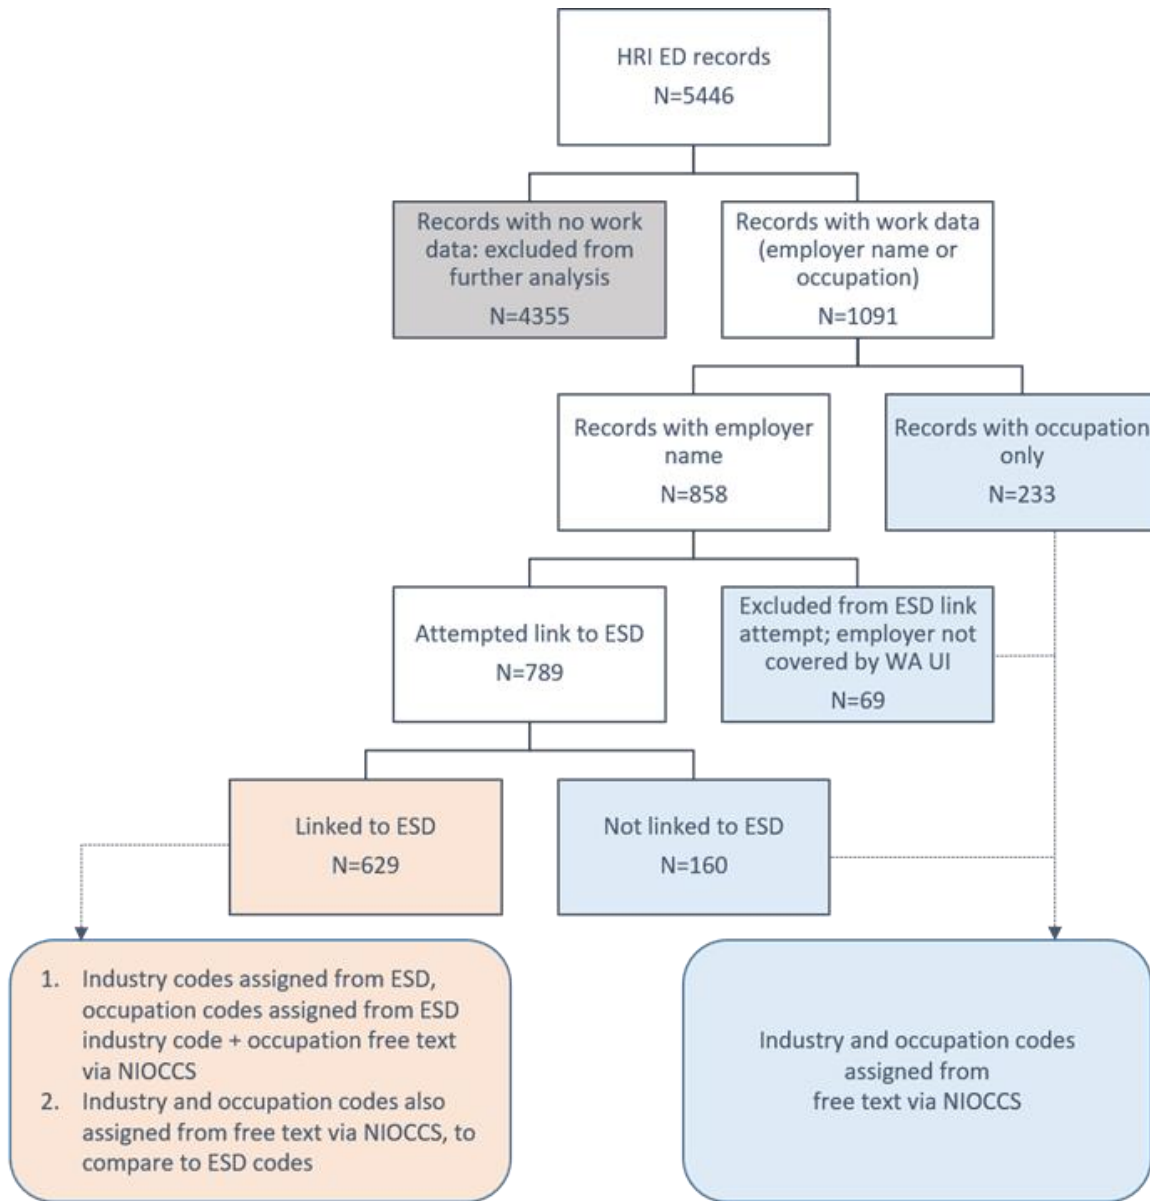 HRI ED records
N=5446
Records with no work
data: excluded from
further analysis
N=4355
Records with work data
(employer name or
occupation)
N=1091
Records with employer
name
N=858
Records with occupation
only
N=233
Attempted link to ESD
N=789
Excluded from ESD link
attempt; employer not
covered by WA UI
N=69
Linked to ESD
N=629
Not linked to ESD
N=160
1. Industry codes assigned from ESD,
occupation codes assigned from ESD
industry code + occupation free text
via NIOCCS
2. Industry and occupation codes also
assigned from free text via NIOCCS, to
compare to ESD codes
Industry and occupation codes
assigned from
free text via NIOCCS